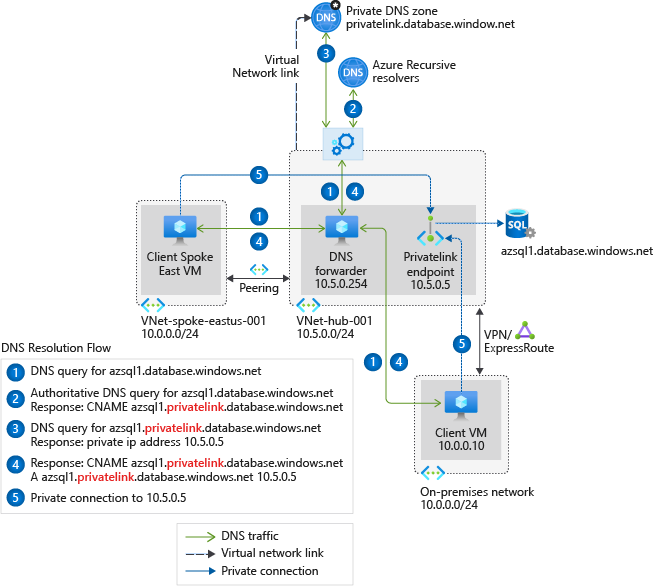 Private DNS zone
privatelink.database.window.net
DNS
*
Virtual
Network link
3
Azure Recursive
resolvers
DNS
2
5
1
4
SQL
azsql1.database.windows.net
1
4
Client Spoke
East VM
DNS
forwarder
10.5.0.254
Privatelink
endpoint
10.5.0.5
Peering
VNet-spoke-eastus-001
10.0.0.0/24
VNet-hub-001
10.5.0.0/24
VPN/
ExpressRoute
5
1
4
Client VM
10.0.0.10
On-premises network
10.0.0.0/24
DNS Resolution Flow
1 DNS query for azsql1.database.windows.net
2 Authoritative DNS query for azsql1.database.windows.net
Response: CNAME azsql1.privatelink.database.windows.net
3 DNS query for azsql1.privatelink.database.windows.net
Response: private ip address 10.5.0.5
4 Response: CNAME azsql1.privatelink.database.windows.net
A azsql1.privatelink.database.windows.net 10.5.0.5
5 Private connection to 10.5.0.5
DNS traffic
Virtual network link
Private connection